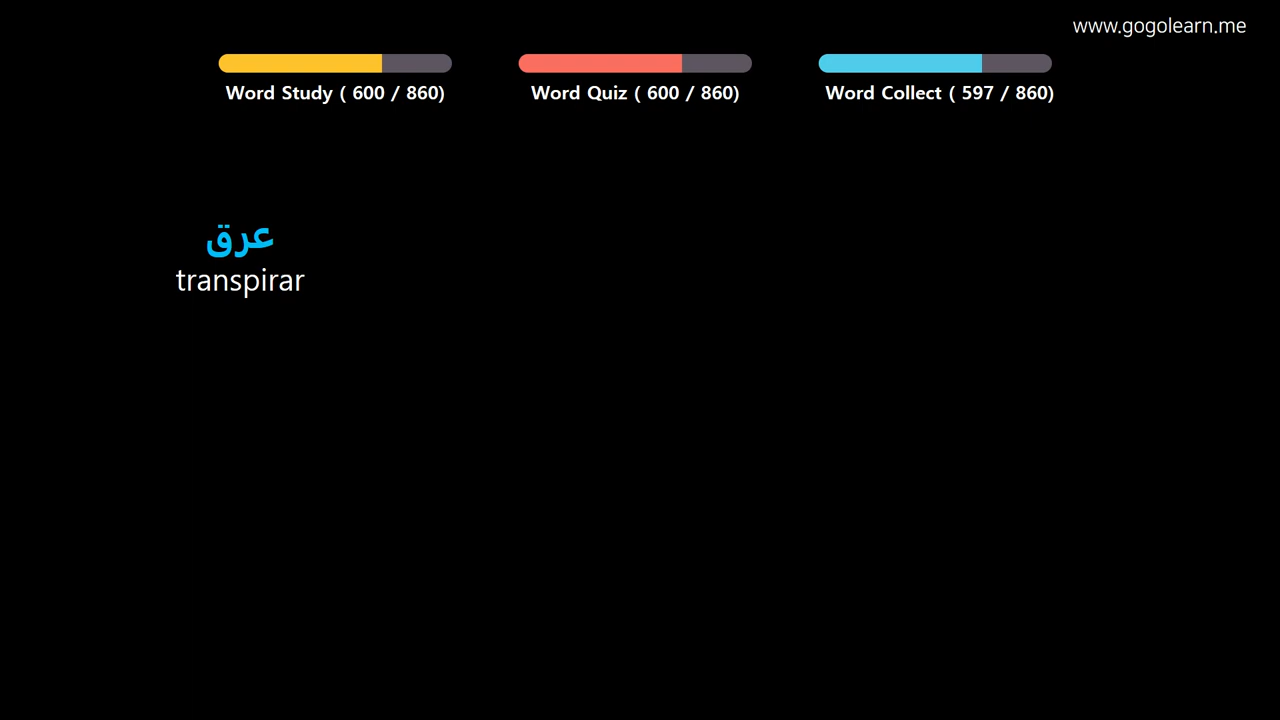 www.gogolearn.me
Word Study ( 600 / 860)
Word Quiz ( 600 / 860)
Word Collect ( 597 / 860)
عرق
transpirar